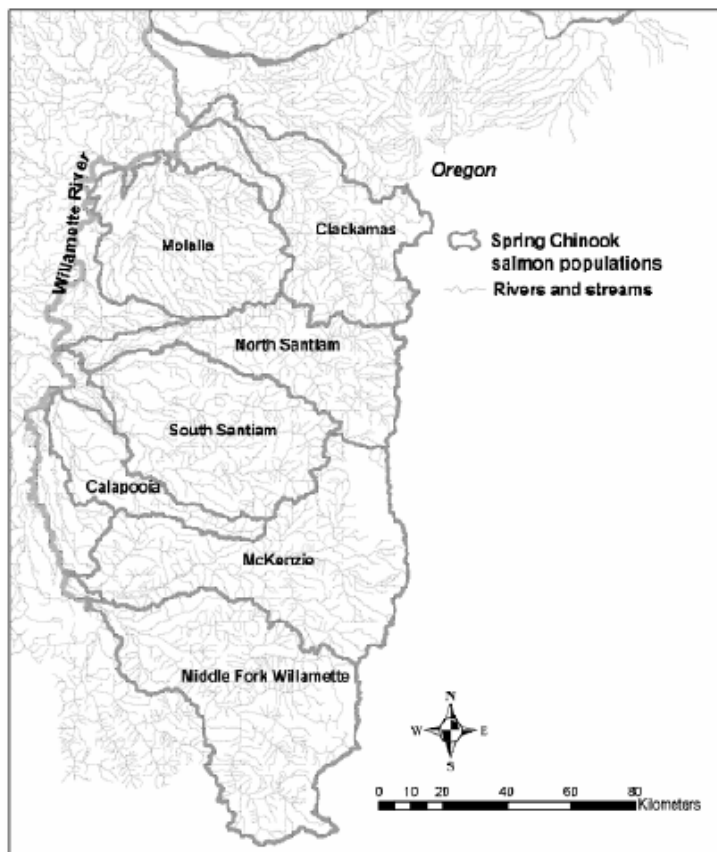 Oregon
Willamette River
Clackamas
Molalla
Spring Chinook
salmon populations
Rivers and streams
North Santiam
South Santiam
Calapooia
McKenzie
Middle Fork Willamette
N
W E
S
0 10 20 40 60 80
Kilometers